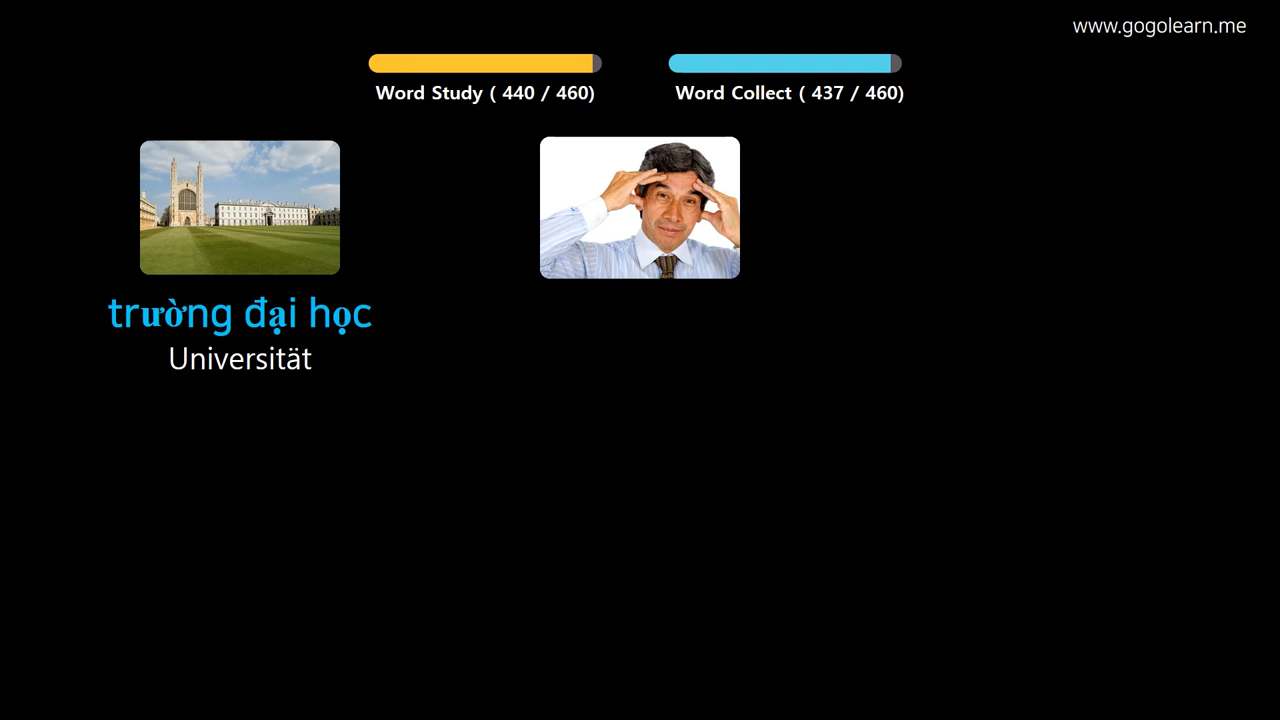 www.gogolearn.me
Word Study ( 440 / 460)
Word Collect ( 437 / 460)
trường đại học
Universität